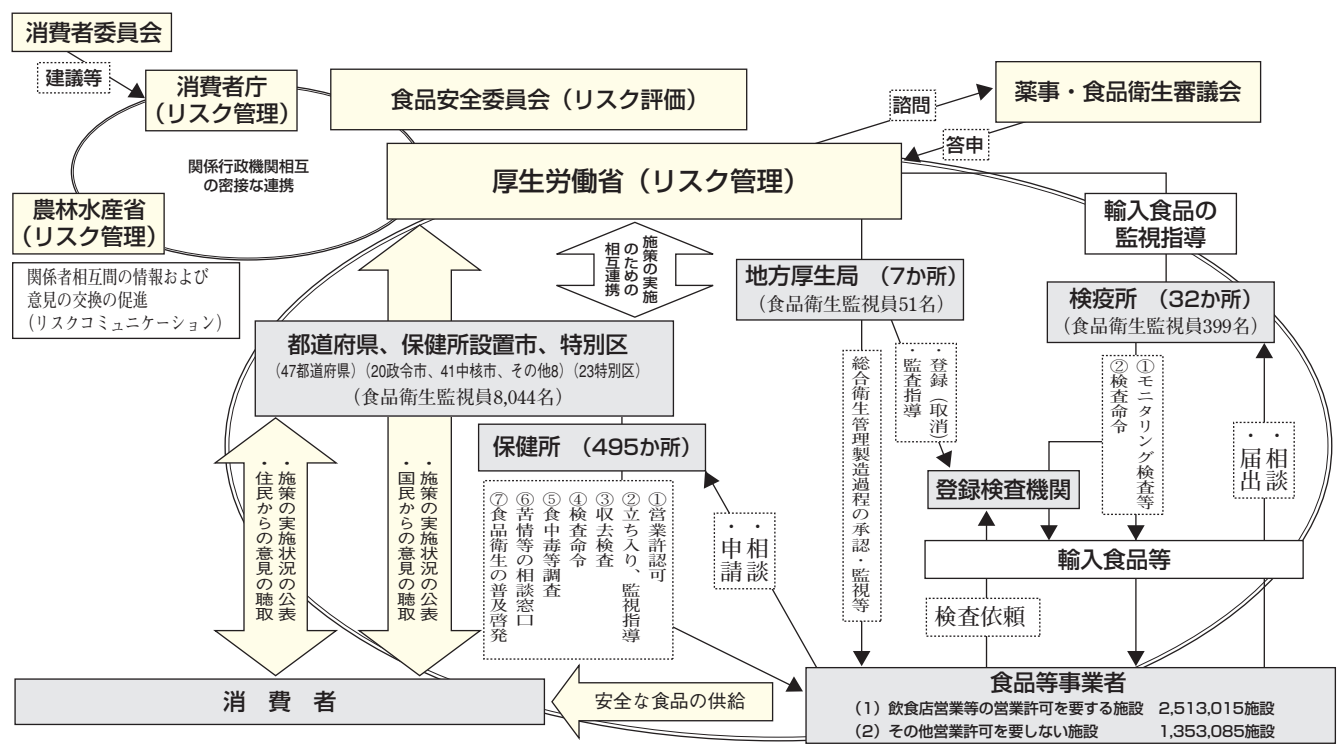 消費者委員会
建議等
消費者庁
（リスク管理）
食品安全委員会（リスク評価）
諮問
薬事・食品衛生審議会
答申
関係行政機関相互
の密接な連携
厚生労働省（リスク管理）
農林水産省
（リスク管理）
関係者相互間の情報および
意見の交換の促進
（リスクコミュニケーション）
施策の実施
のための
相互連携
輸入食品の
監視指導
地方厚生局　（7か所）
（食品衛生監視員51名）
検疫所　（32か所）
（食品衛生監視員399名）
都道府県、保健所設置市、特別区
（47都道府県）（20政令市、41中核市、その他8）（23特別区）
（食品衛生監視員8,044名）
保健所　（495か所）
・施策の実施状況の公表
・住民からの意見の聴取
・施策の実施状況の公表
・国民からの意見の聴取
①営業許認可
②立ち入り、監視指導
③収去検査
④検査命令
⑤食中毒等調査
⑥苦情等の相談窓口
⑦食品衛生の普及啓発
・相談
・申請
総合衛生管理製造過程の承認・監視等
・登録（取消）
・監査指導
①モニタリング検査等
②検査命令
・相談
・届出
登録検査機関
輸入食品等
検査依頼
消　費　者
安全な食品の供給
食品等事業者
（1）飲食店営業等の営業許可を要する施設　2,513,015施設
（2）その他営業許可を要しない施設　1,353,085施設